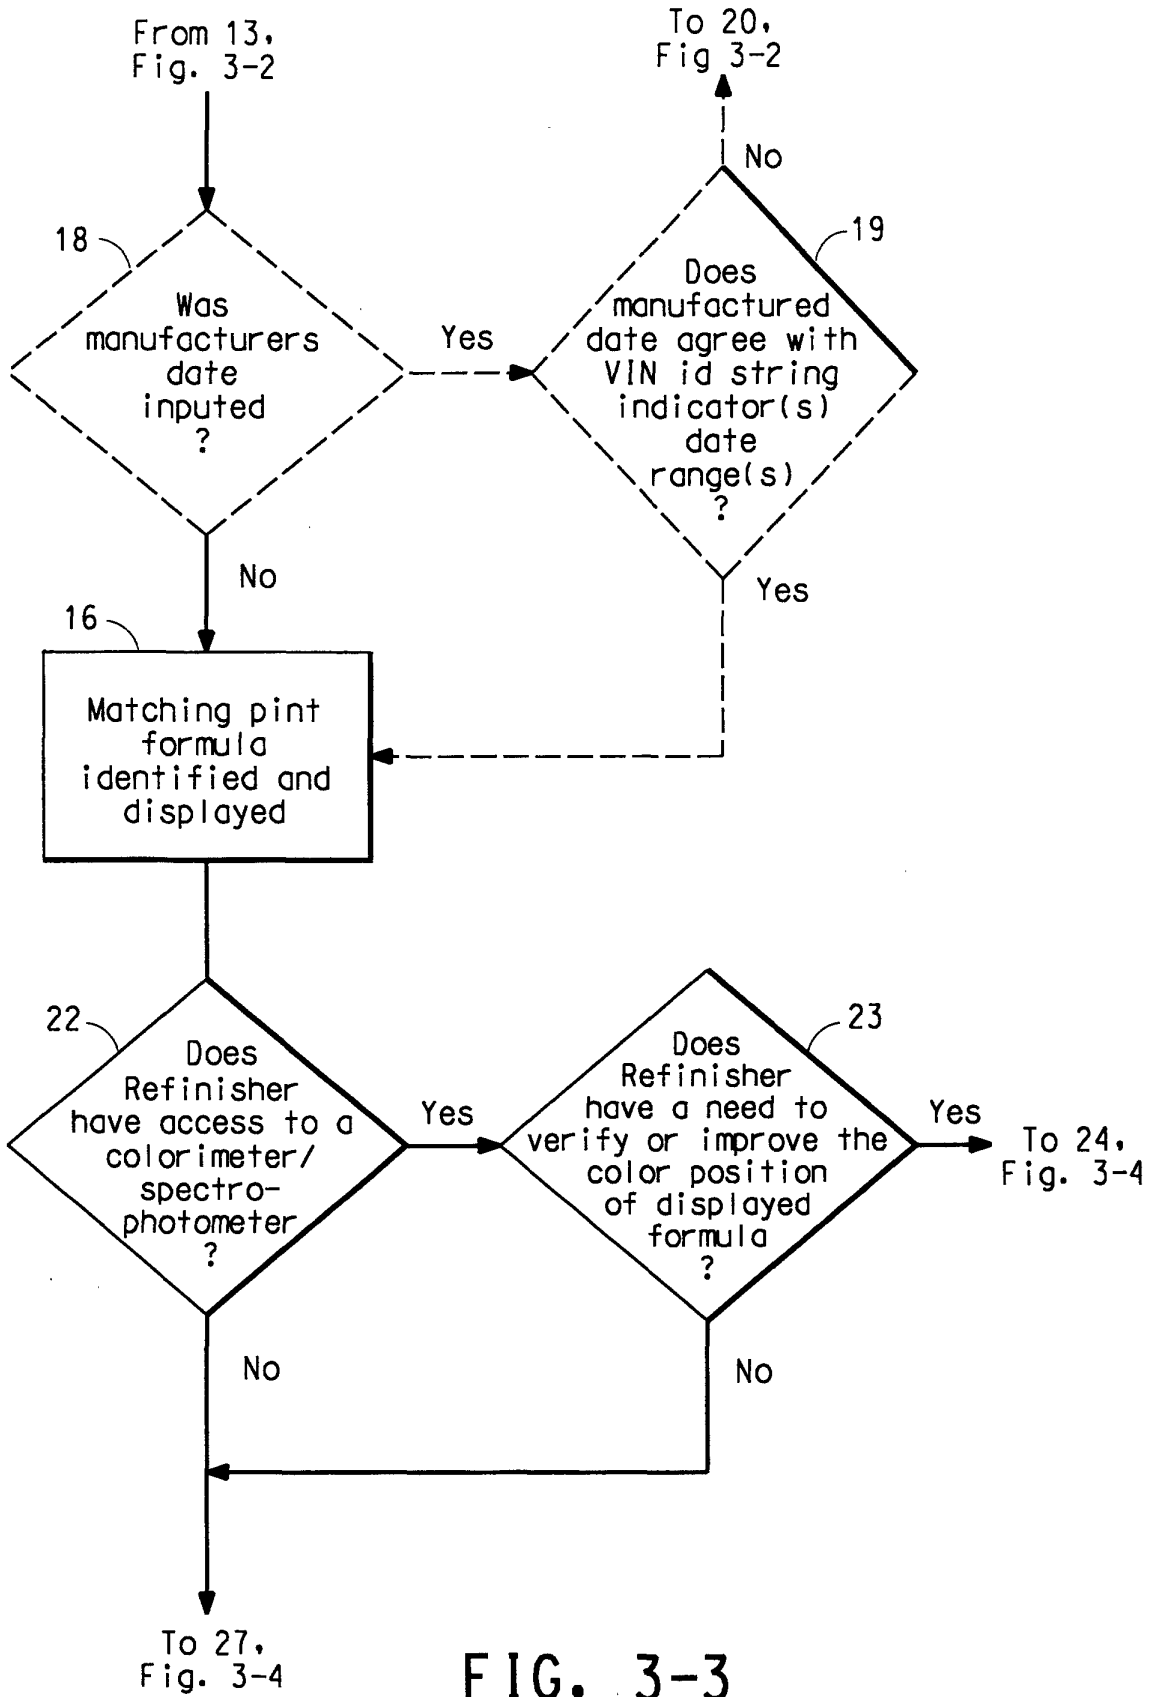 From 13,
Fig. 3-2
To 20,
Fig 3-2
No
18
19
Was
manufacturers
date
inputed
?
Yes
Does
manufactured
date agree with
VIN id string
indicator(s)
date
range(s)
?
No
Yes
16
Matching pint
formula
identified and
displayed
22
Does
Refinisher
have access to a
colorimeter/
spectro-
photometer
?
Yes
23
Does
Refinisher
have a need to
verify or improve the
color position
of displayed
formula
?
Yes
To 24,
Fig. 3-4
No
No
To 27,
Fig. 3-4
FIG. 3-3